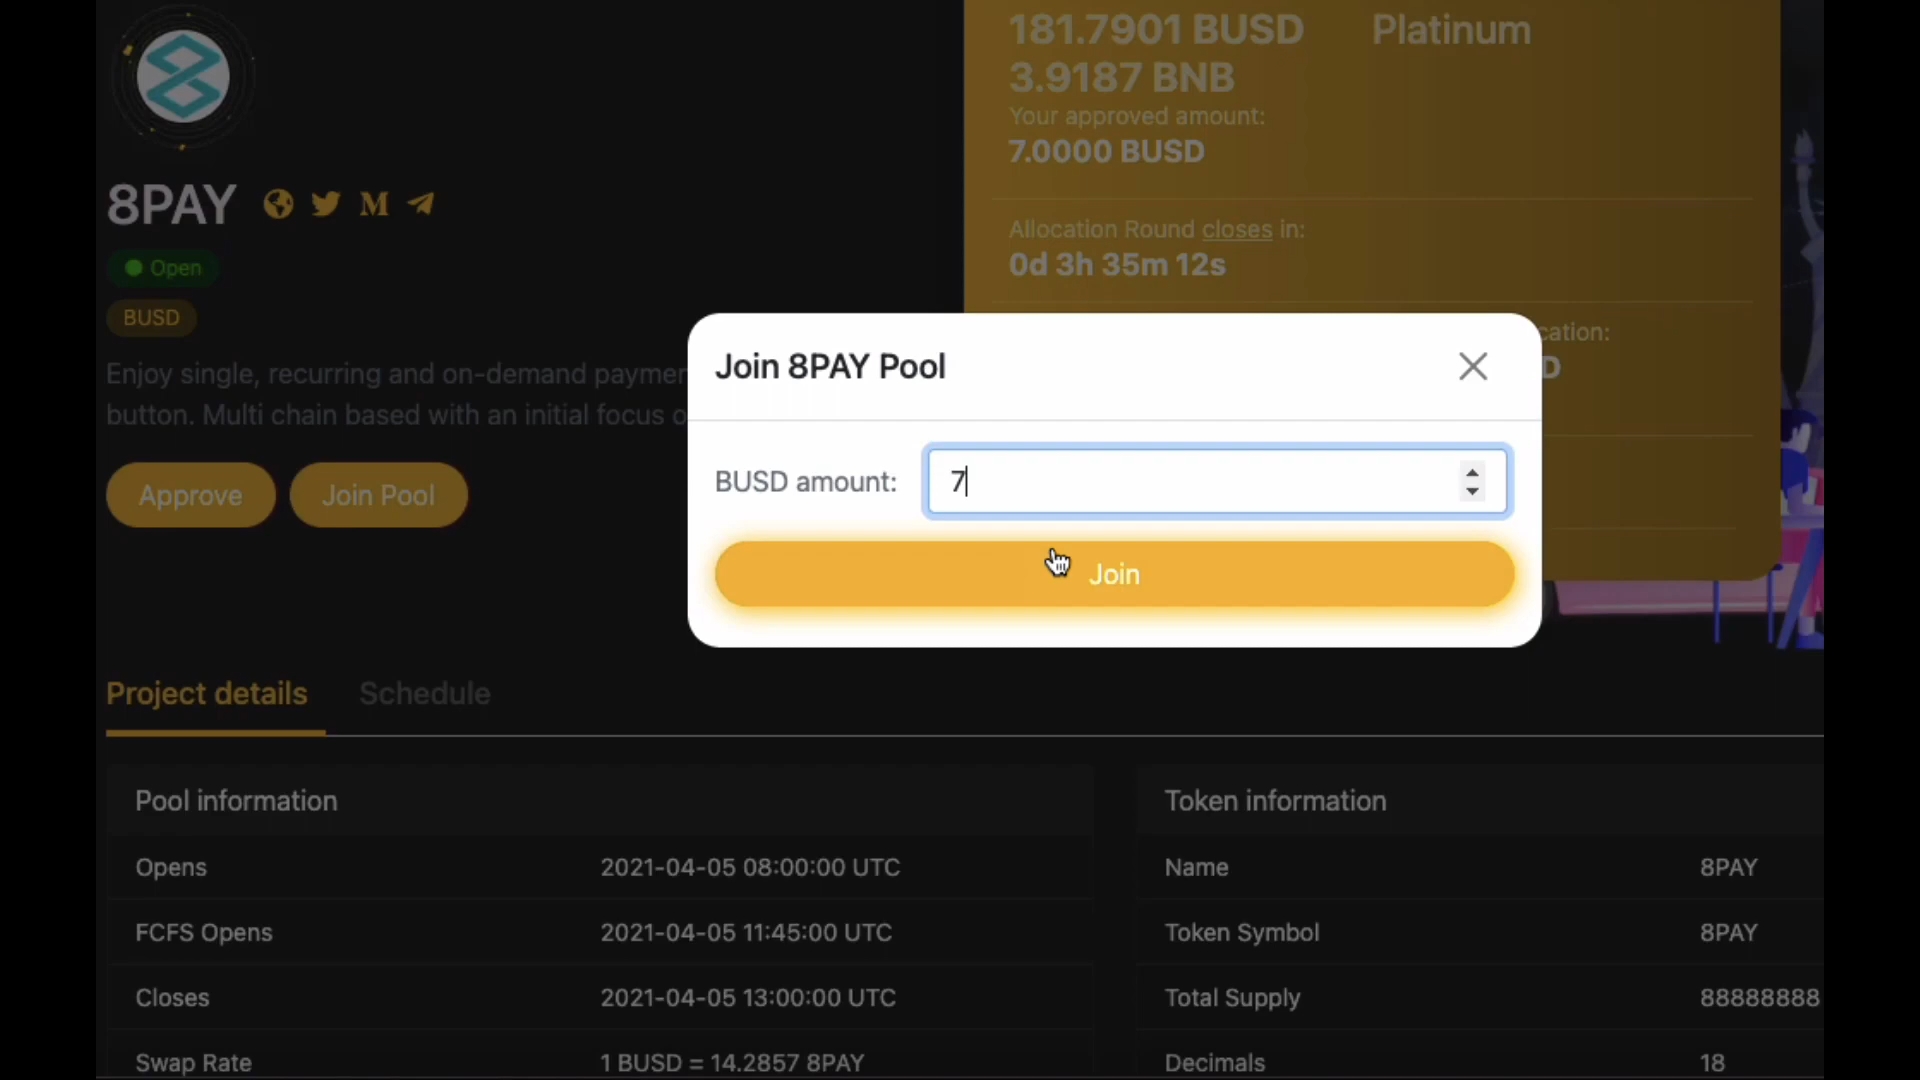 181.7901 BUSD
Platinum
3.9187 BNB
Your approved amount:
7.0000 BUSD
8PAY
Allocation Round closes in:
0d 3h 35m 12s
Open
BUSD
cation:
D
Enjoy single, recurring and on-demand paymen
button. Multi chain based with an initial focus o
Approve
Join Pool
Join 8PAY Pool
BUSD amount:
7
Join
Project details
Schedule
Pool information
Opens 2021-04-05 08:00:00 UTC
FCFS Opens 2021-04-05 11:45:00 UTC
Closes 2021-04-05 13:00:00 UTC
Swap Rate 1 BUSD = 14.2857 8PAY
Token information
Name 8PAY
Token Symbol 8PAY
Total Supply 88888888
Decimals 18